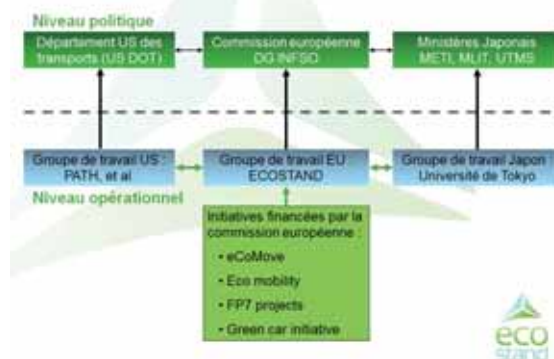 Niveau politique
Département US des
transports (US DOT)
Commission européenne
DG INFSO
Ministères Japonais
METI, MLIT, UTMS
Groupe de travail US :
PATH, et al
Groupe de travail EU
ECOSTAND
Groupe de travail Japon :
Université de Tokyo
Niveau opérationnel
Initiatives financées par la
commission européenne :
• eCoMove
• Eco mobility
• FP7 projects
• Green car initiative
eco
stand